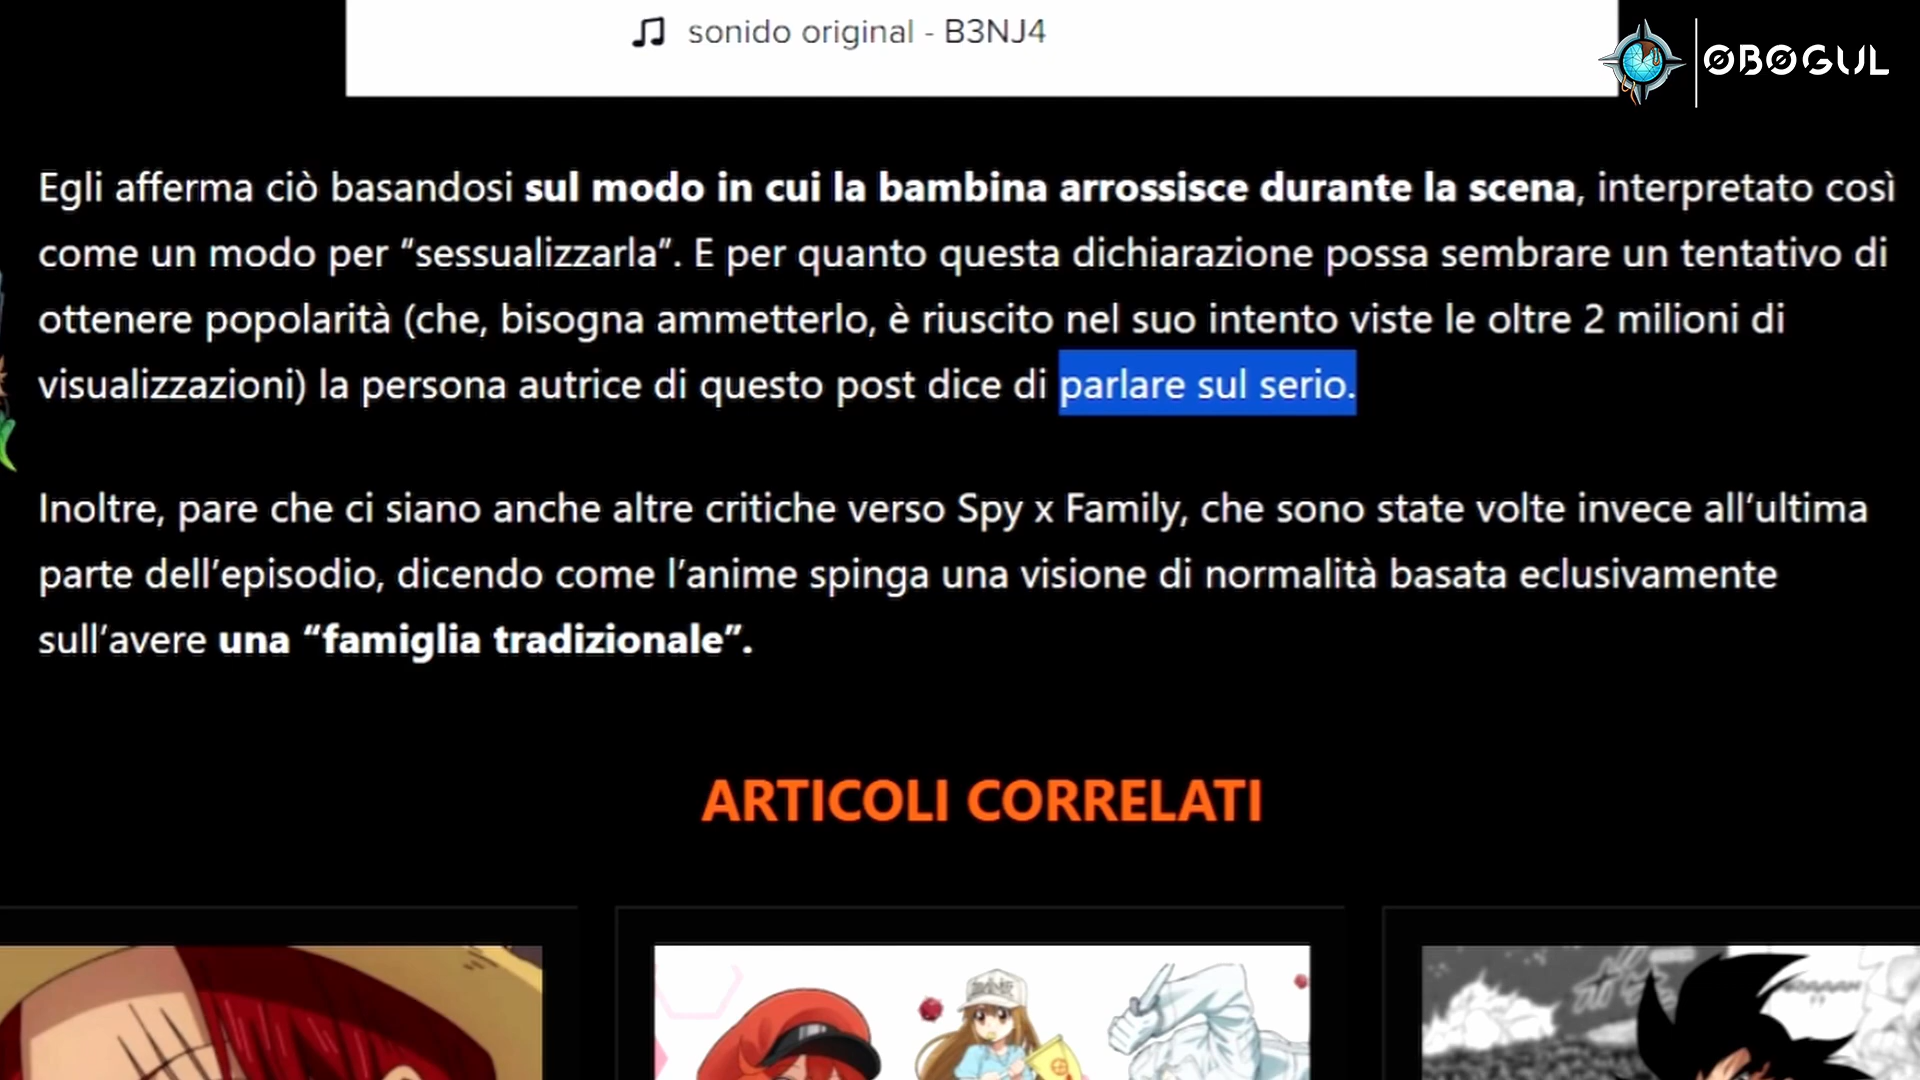 sonido original - B3NJ4
ØBØGUL
Egli afferma ciò basandosi sul modo in cui la bambina arrossisce durante la scena, interpretato così
come un modo per “sessualizzarla”. E per quanto questa dichiarazione possa sembrare un tentativo di
ottenere popolarità (che, bisogna ammetterlo, è riuscito nel suo intento viste le oltre 2 milioni di
visualizzazioni) la persona autrice di questo post dice di parlare sul serio.
Inoltre, pare che ci siano anche altre critiche verso Spy x Family, che sono state volte invece all’ultima
parte dell’episodio, dicendo come l’anime spinga una visione di normalità basata eclusivamente
sull’avere una “famiglia tradizionale”.
ARTICOLI CORRELATI